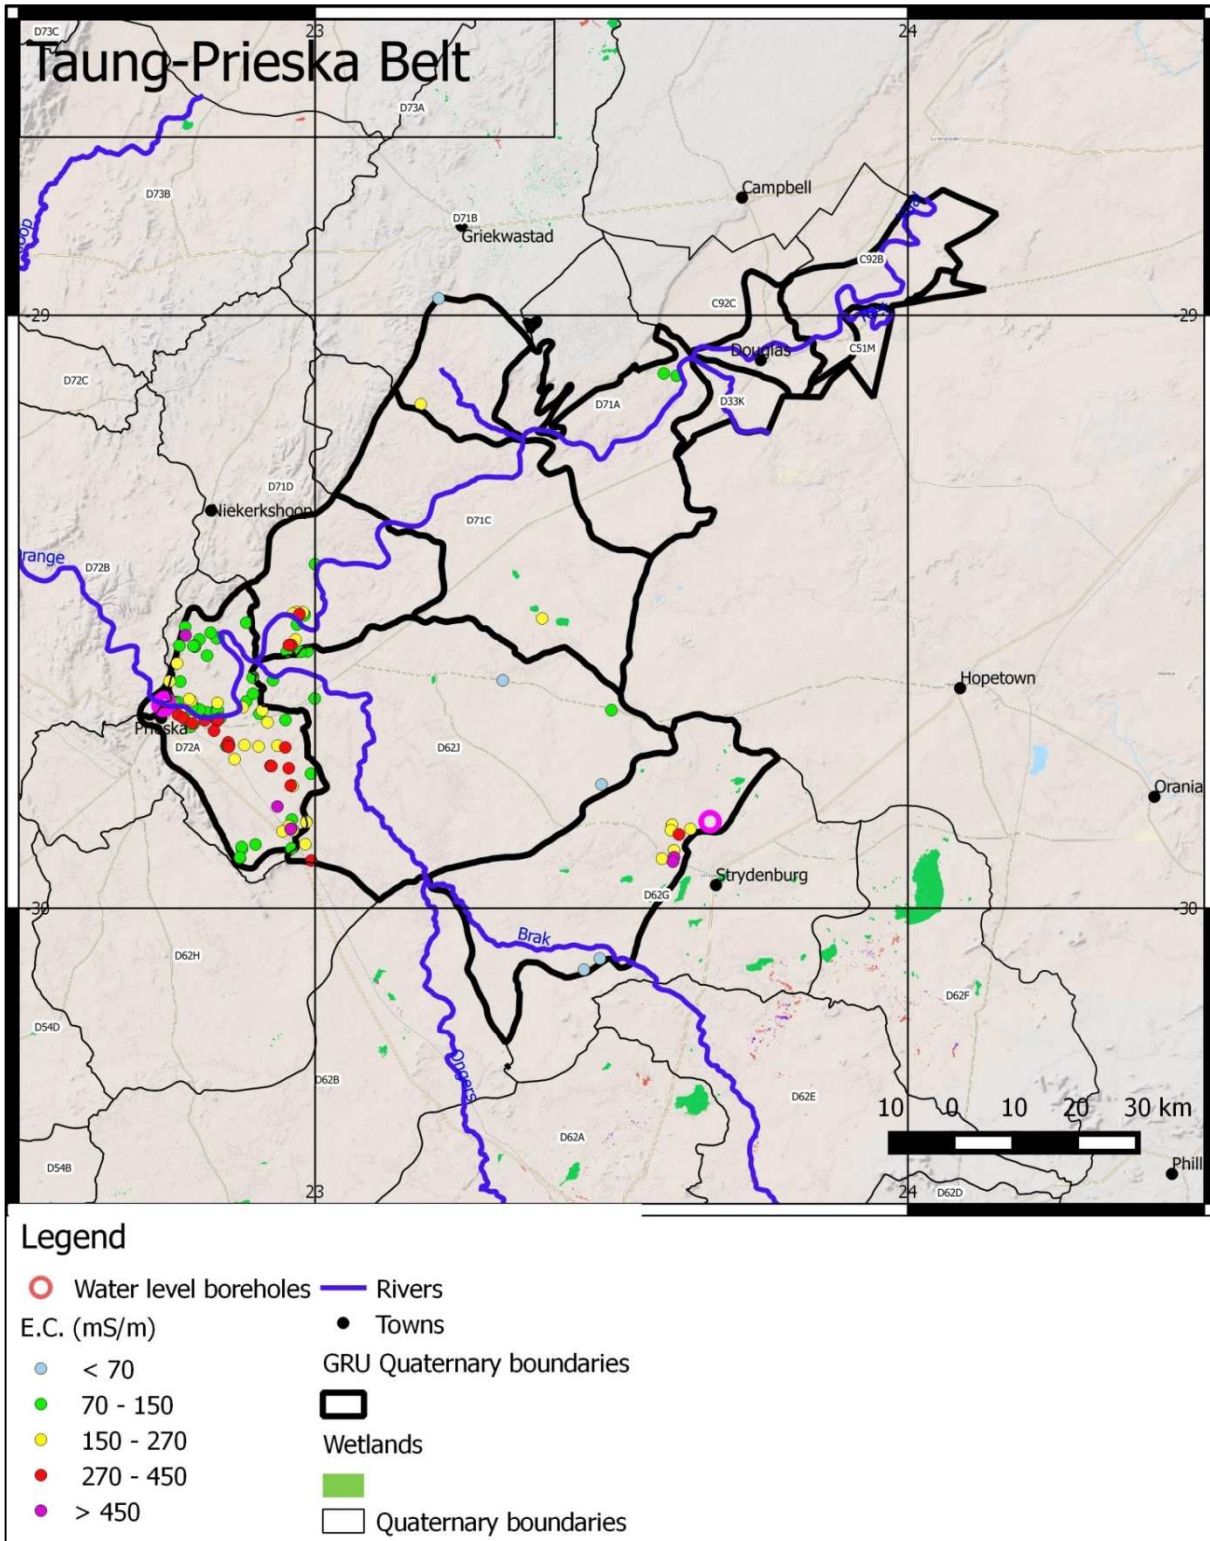 D73C
23
24
Taung-Prieska Belt
D73A
D73B
Campbell
D71B
Griekwastad
C92B
C92C
-29
-29
Douglas
C51M
D72C
D71A
D33K
D71D
Niekerkshoop
D71C
Orange
D72B
Hopetown
Prieska
D72A
D62J
Orania
Strydenburg
D62G
-30
-30
Brak
D62H
D62F
D54D
Ongers
D62B
D62E
10 0 10 20 30 km
D62A
D54B
Phill
23
24
D62D
Legend
Water level boreholes
Rivers
E.C. (mS/m)
Towns
< 70
GRU Quaternary boundaries
70 - 150
150 - 270
Wetlands
270 - 450
> 450
Quaternary boundaries